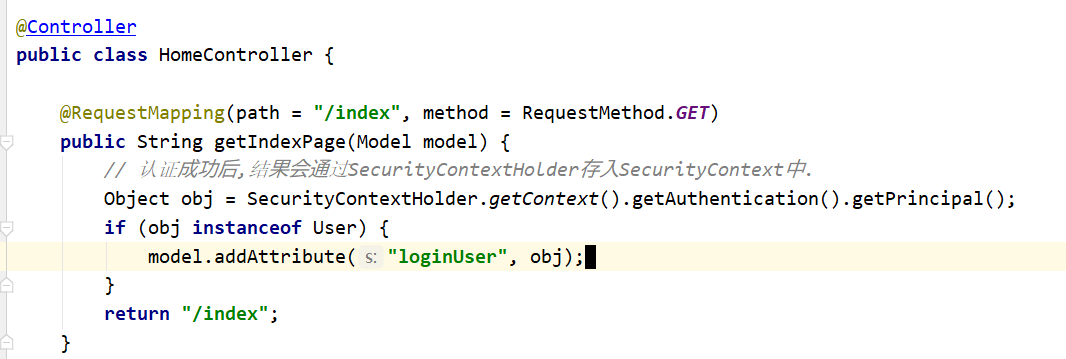 @Controller
public class HomeController {
@RequestMapping(path = "/index", method = RequestMethod.GET)
public String getIndexPage(Model model) {
// 认证成功后,结果会通过SecurityContextHolder存入SecurityContext中.
Object obj = SecurityContextHolder.getContext().getAuthentication().getPrincipal();
if (obj instanceof User) {
model.addAttribute( s: "loginUser", obj);
}
return "/index";
}